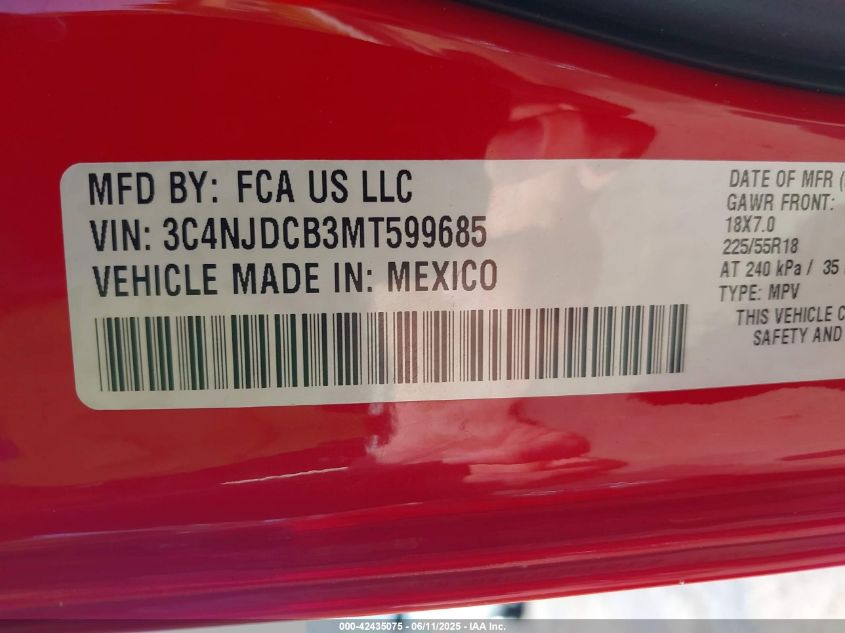 MFD BY: FCA US LLC
VIN: 3C4NJDCB3MT599685
VEHICLE MADE IN: MEXICO
DATE OF MFR (
GAWR FRONT:
18X7.0
225/55R18
AT 240 kPa / 35
TYPE: MPV
THIS VEHICLE C
SAFETY AND
000-42435075 - 06/11/2025 - IAA Inc.